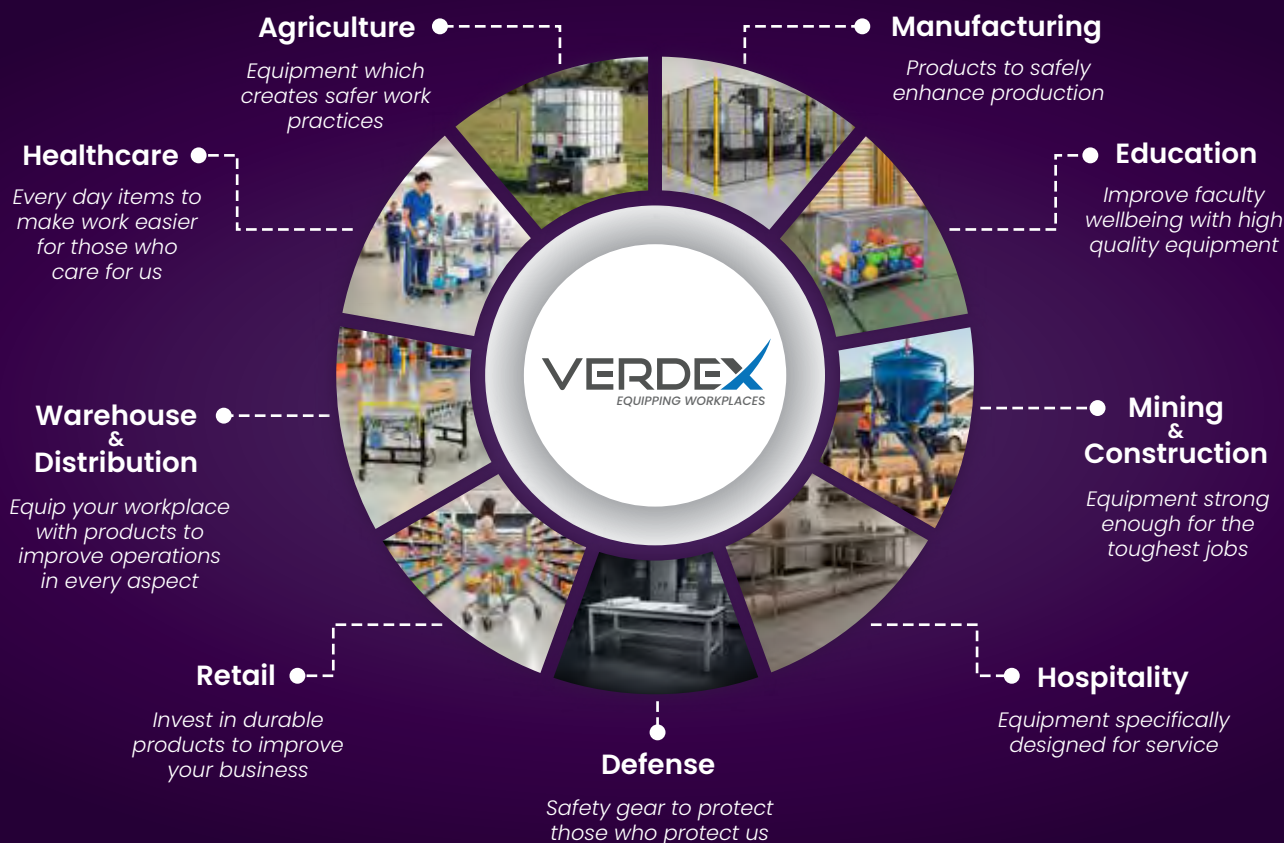 Agriculture
Equipment which
creates safer work
practices
Manufacturing
Products to safely
enhance production
Healthcare
Every day items to
make work easier
for those who
care for us
Education
Improve faculty
wellbeing with high
quality equipment
VERDEX
EQUIPPING WORKPLACES
Warehouse
&
Distribution
Equip your workplace
with products to
improve operations
in every aspect
Mining
&
Construction
Equipment strong
enough for the
toughest jobs
Retail
Invest in durable
products to improve
your business
Hospitality
Equipment specifically
designed for service
Defense
Safety gear to protect
those who protect us